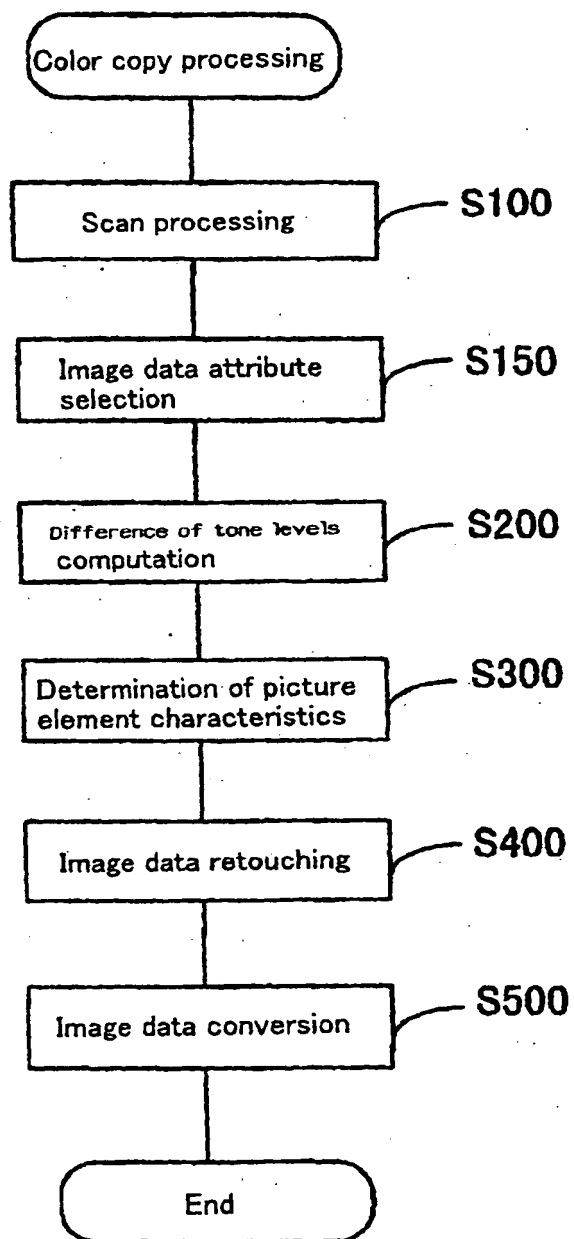 Color copy processing
Scan processing
S100
Image data attribute
selection
S150
Difference of tone levels
computation
S200
Determination of picture
element characteristics
S300
Image data retouching
S400
Image data conversion
S500
End